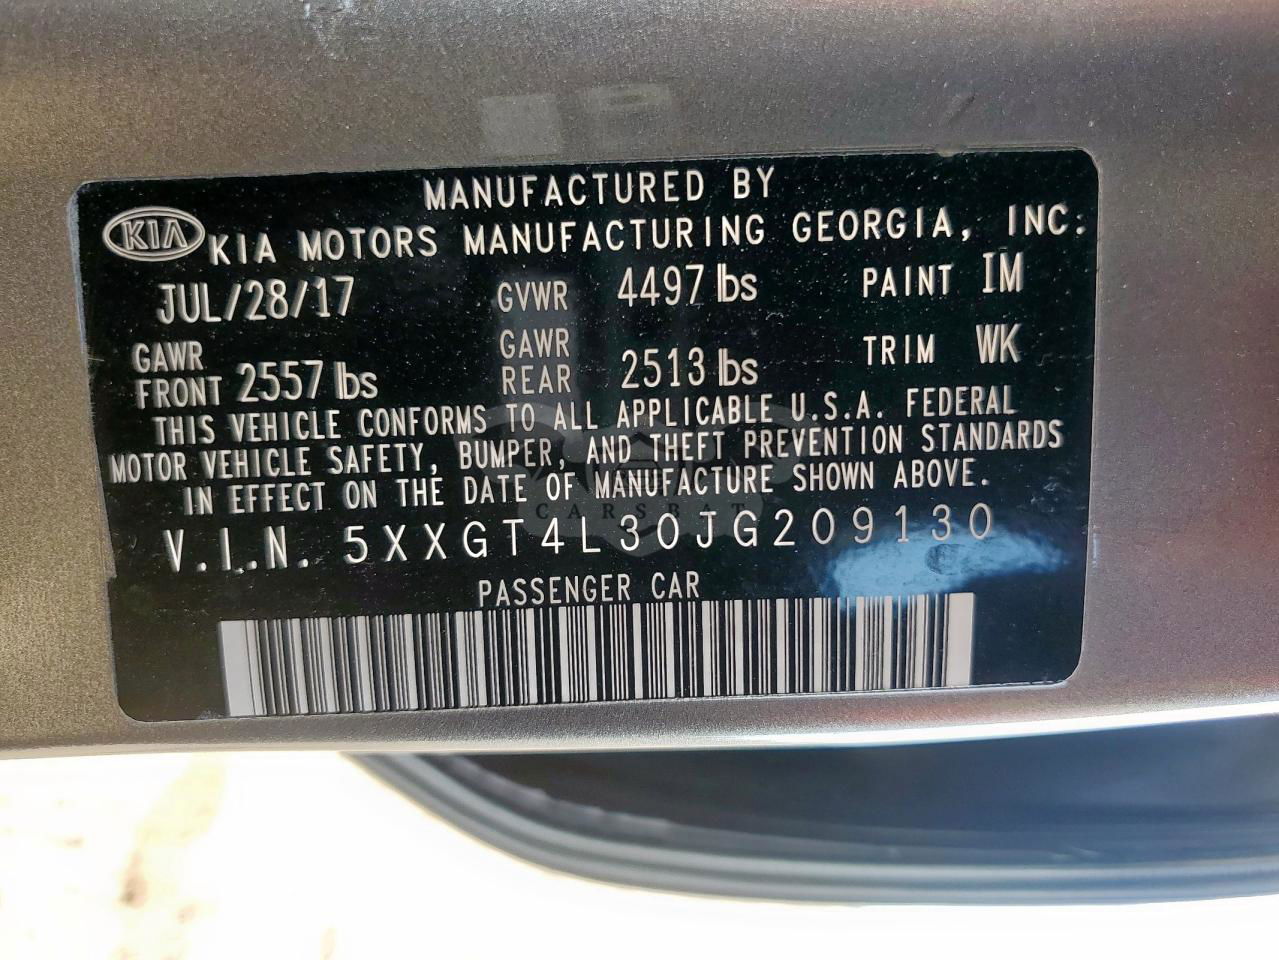 MANUFACTURED BY
KIA KIA MOTORS MANUFACTURING GEORGIA, INC.
JUL/28/17 GVWR 4497 lbs PAINT IM
GAWR FRONT 2557 lbs GAWR REAR 2513 lbs TRIM WK
THIS VEHICLE CONFORMS TO ALL APPLICABLE U.S.A. FEDERAL
MOTOR VEHICLE SAFETY, BUMPER, AND THEFT PREVENTION STANDARDS
IN EFFECT ON THE DATE OF MANUFACTURE SHOWN ABOVE.
CARSBAT
V.I.N. 5XXGT4L30JG209130
PASSENGER CAR